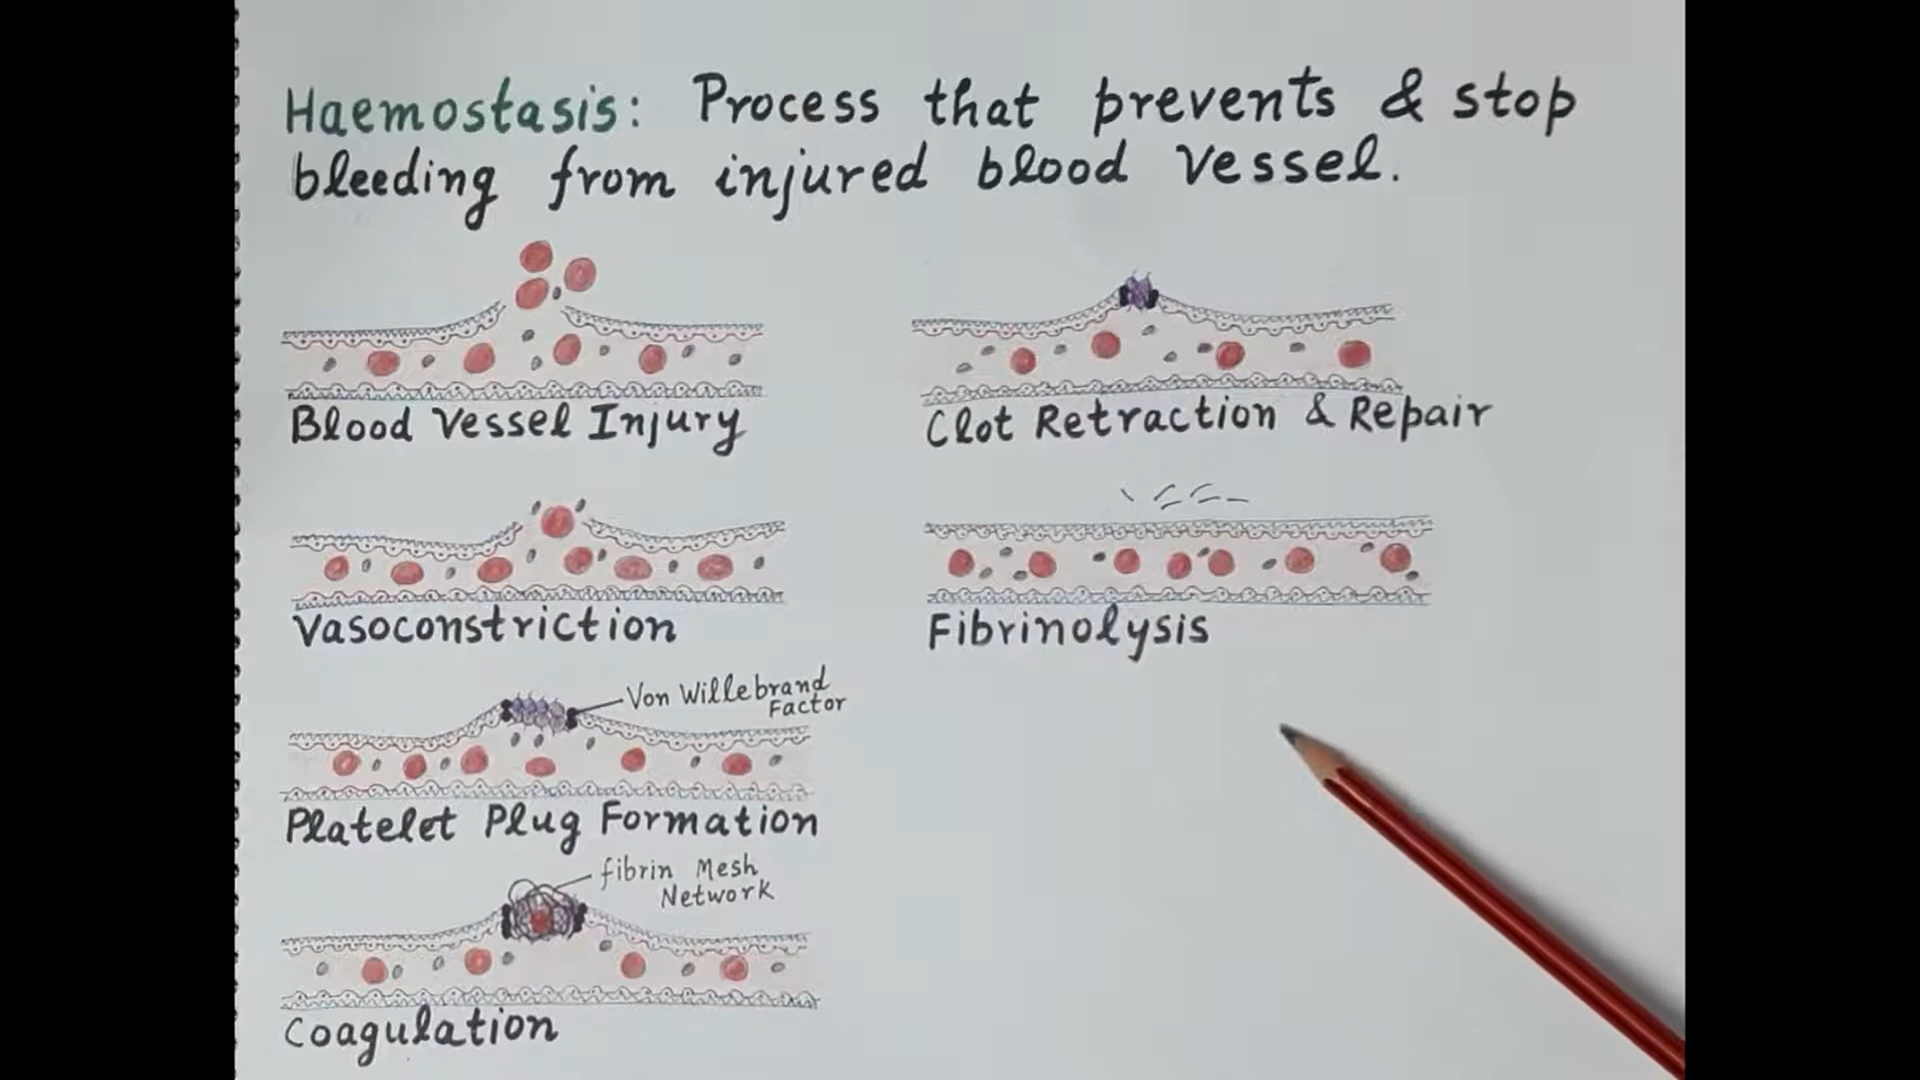 Haemostasis: Process that prevents & stop
bleeding from injured blood vessel.
Blood Vessel Injury
Vasoconstriction
Von Willebrand
Factor
Platelet Plug Formation
fibrin Mesh
Network
Coagulation
Clot Retraction & Repair
Fibrinolysis